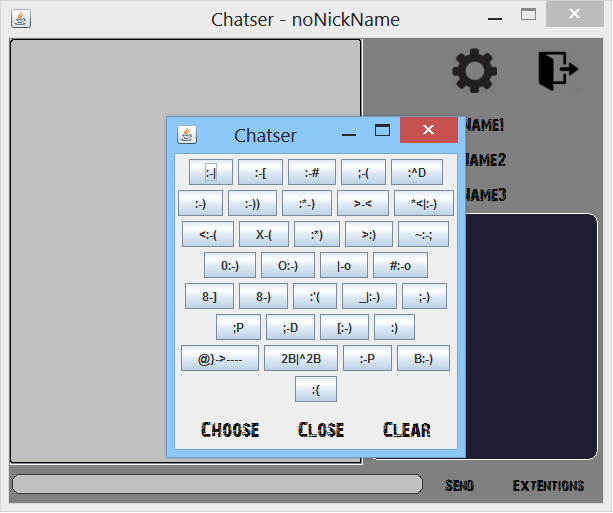 Chatser - noNickName
NAME1
NAME2
NAME3
Chatser
:-| :-[ :-# ;-( :^D
:-) :-)) :*-) >-< *<|:-)
<:-( X-( :*) >:) ~:-;
0:-) O:-) |-o #:-o
8-] 8-) :'( _|:-) ;-)
;P ;-D [:-) :)
@}->---- 2B|^2B :-P B:-)
:{
Choose Close Clear
Send Extentions